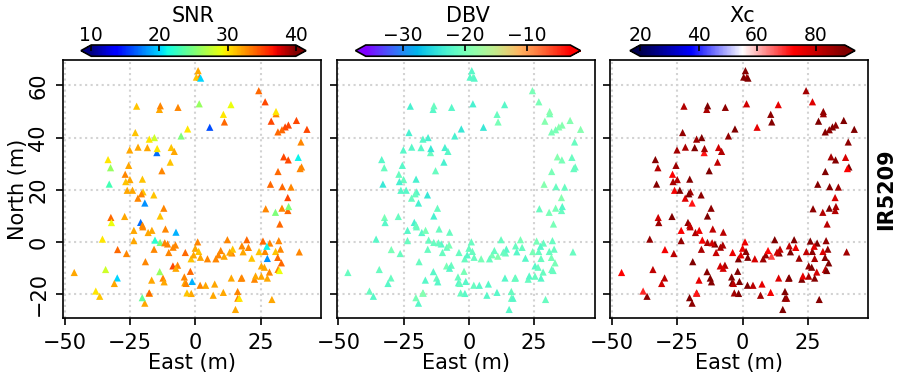 SNR DBV Xc
10 20 30 40 −30 −20 −10 20 40 60 80
60
40
20
0
−20
North (m)
IR5209
−50 −25 0 25 −50 −25 0 25 −50 −25 0 25
East (m) East (m) East (m)